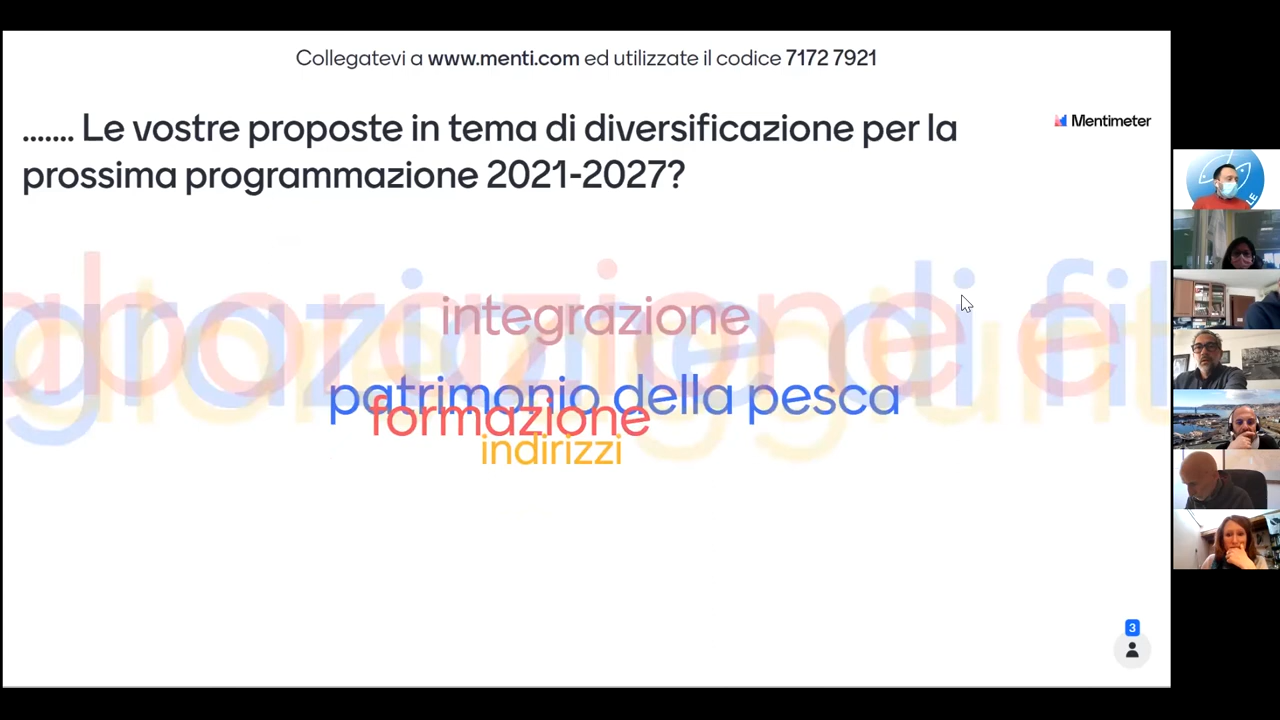 Collegatevi a www.menti.com ed utilizzate il codice 7172 7921
....... Le vostre proposte in tema di diversificazione per la
prossima programmazione 2021-2027?
Mentimeter
integrazione
patrimonio della pesca
formazione
indirizzi
3